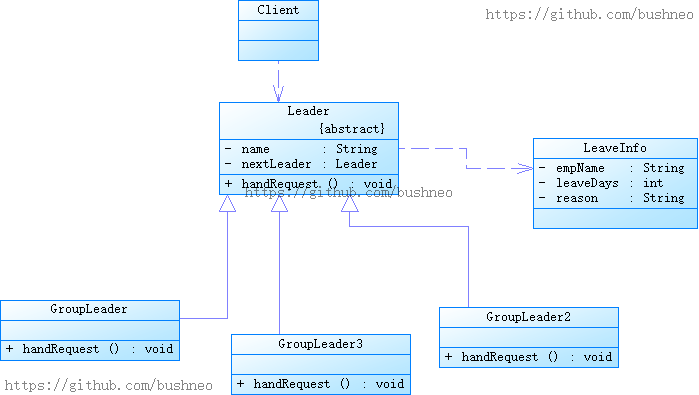 Client
https://github.com/bushneo
Leader
{abstract}
- name : String
- nextLeader : Leader
+ handRequest () : void
https://github.com/bushneo
LeaveInfo
- empName : String
- leaveDays : int
- reason : String
GroupLeader
+ handRequest () : void
GroupLeader3
+ handRequest () : void
GroupLeader2
+ handRequest () : void
https://github.com/bushneo